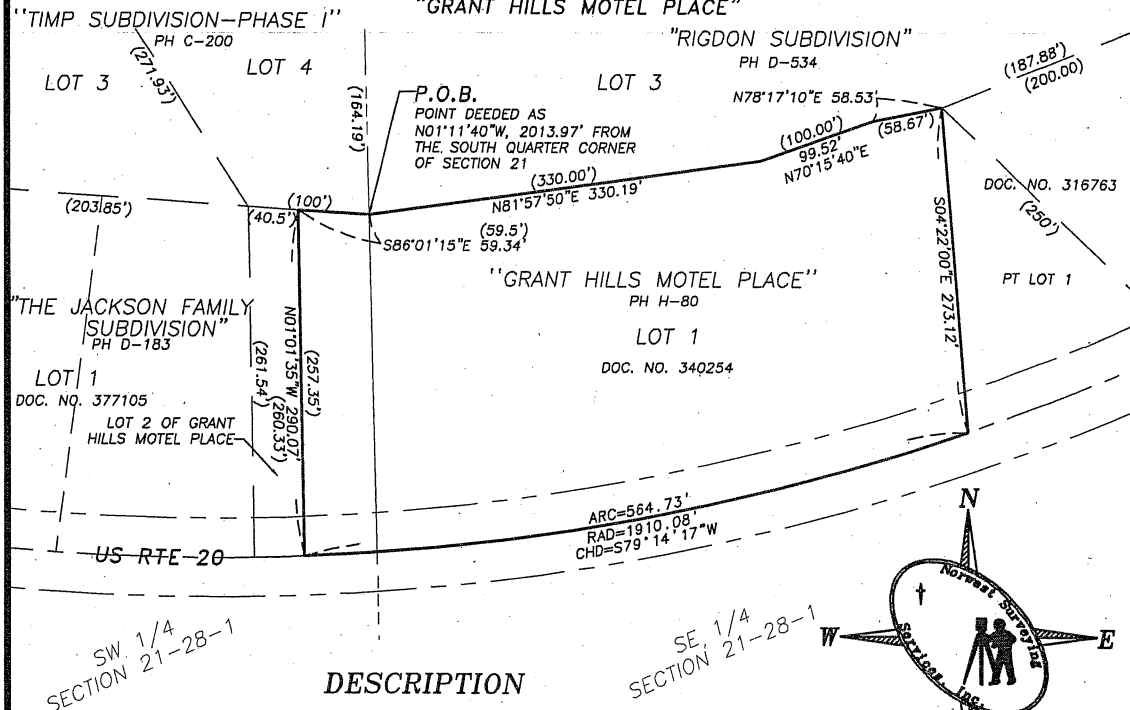 "GRANT HILLS MOTEL PLACE"
''TIMP SUBDIVISION-PHASE I''
PH C-200
LOT 3
LOT 4
(271.93')
(164.19')
"RIGDON SUBDIVISION"
PH D-534
LOT 3
(187.88')
(200.00)
N78°17'10"E 58.53'
(58.67')
P.O.B.
POINT DEEDED AS
N01°11'40"W, 2013.97' FROM
THE SOUTH QUARTER CORNER
OF SECTION 21
(100.00')
99.52'
N70°15'40"E
(330.00')
N81°57'50"E 330.19'
(203.85')
(40.5')
(100')
(59.5')
S86°01'15"E 59.34'
DOC. NO. 316763
(250')
PT LOT 1
S04°22'00"E 273.12'
''GRANT HILLS MOTEL PLACE''
PH H-80
LOT 1
DOC. NO. 340254
"THE JACKSON FAMILY
SUBDIVISION"
PH D-183
LOT 1
DOC. NO. 377105
LOT 2 OF GRANT
HILLS MOTEL PLACE
(261.54')
N01°01'35"W 290.07'
(260.33')
(257.35')
ARC=564.73'
RAD=1910.08'
CHD=S79°14'17"W
US RTE 20
SW 1/4
SECTION 21-28-1
SE, 1/4
SECTION 21-28-1
DESCRIPTION
N
W
E
Norwest Surveying
Services, Inc.